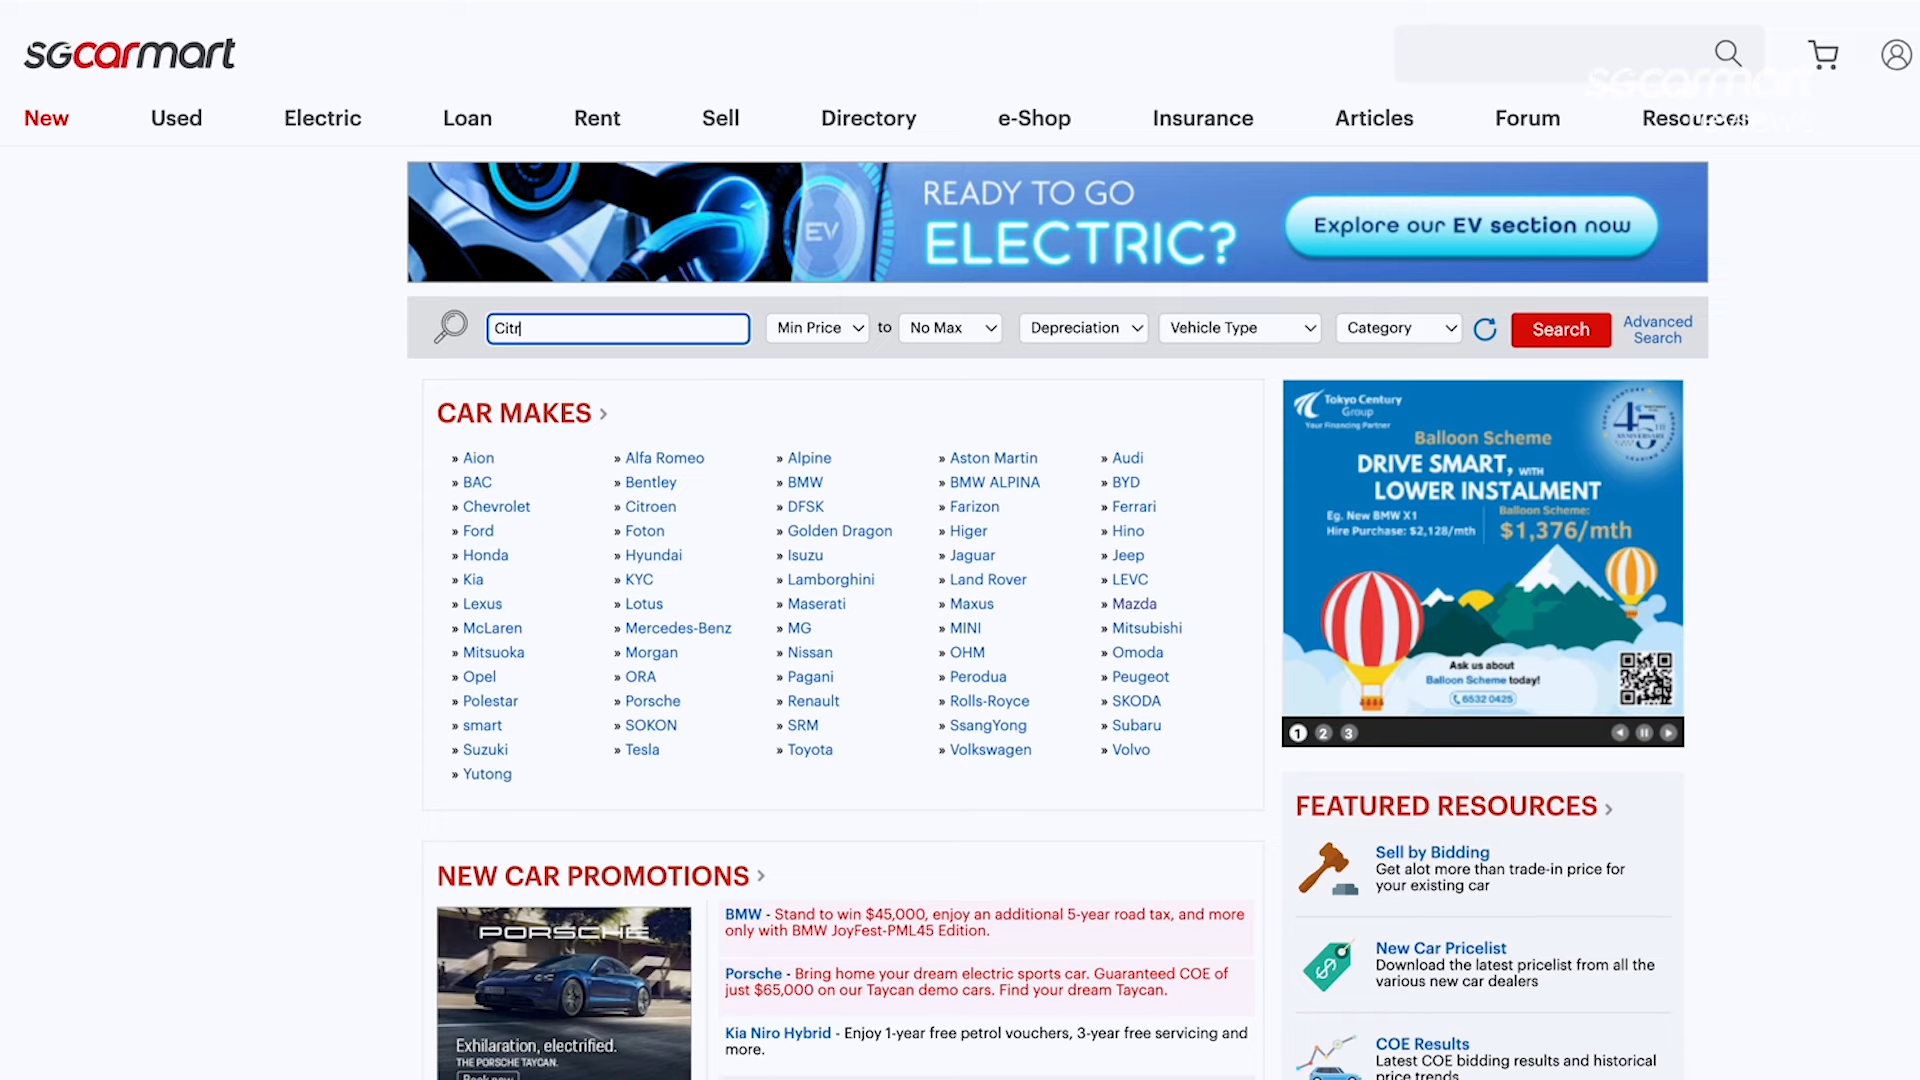 sgcarmart
sgcarmart
New Used Electric Loan Rent Sell Directory e-Shop Insurance Articles Forum Resources
reviews
READY TO GO
ELECTRIC?
EV
Explore our EV section now
Citr
Min Price to No Max Depreciation Vehicle Type Category Search Advanced
Search
CAR MAKES ›
» Aion » Alfa Romeo » Alpine » Aston Martin » Audi
» BAC » Bentley » BMW » BMW ALPINA » BYD
» Chevrolet » Citroen » DFSK » Farizon » Ferrari
» Ford » Foton » Golden Dragon » Higer » Hino
» Honda » Hyundai » Isuzu » Jaguar » Jeep
» Kia » KYC » Lamborghini » Land Rover » LEVC
» Lexus » Lotus » Maserati » Maxus » Mazda
» McLaren » Mercedes-Benz » MG » MINI » Mitsubishi
» Mitsuoka » Morgan » Nissan » OHM » Omoda
» Opel » ORA » Pagani » Perodua » Peugeot
» Polestar » Porsche » Renault » Rolls-Royce » SKODA
» smart » SOKON » SRM » SsangYong » Subaru
» Suzuki » Tesla » Toyota » Volkswagen » Volvo
» Yutong
Tokyo Century
Group
Your Financing Partner
45TH
ANNIVERSARY
Balloon Scheme
DRIVE SMART, WITH
LOWER INSTALMENT
Eg. New BMW X1
Hire Purchase: $2,128/mth
Balloon Scheme:
$1,376/mth
Ask us about
Balloon Scheme today!
6532 0425
1 2 3
NEW CAR PROMOTIONS ›
PORSCHE
Exhilaration, electrified.
THE PORSCHE TAYCAN.
Book now
BMW - Stand to win $45,000, enjoy an additional 5-year road tax, and more
only with BMW JoyFest-PML45 Edition.
Porsche - Bring home your dream electric sports car. Guaranteed COE of
just $65,000 on our Taycan demo cars. Find your dream Taycan.
Kia Niro Hybrid - Enjoy 1-year free petrol vouchers, 3-year free servicing and
more.
FEATURED RESOURCES ›
Sell by Bidding
Get alot more than trade-in price for
your existing car
New Car Pricelist
Download the latest pricelist from all the
various new car dealers
COE Results
Latest COE bidding results and historical
price trends